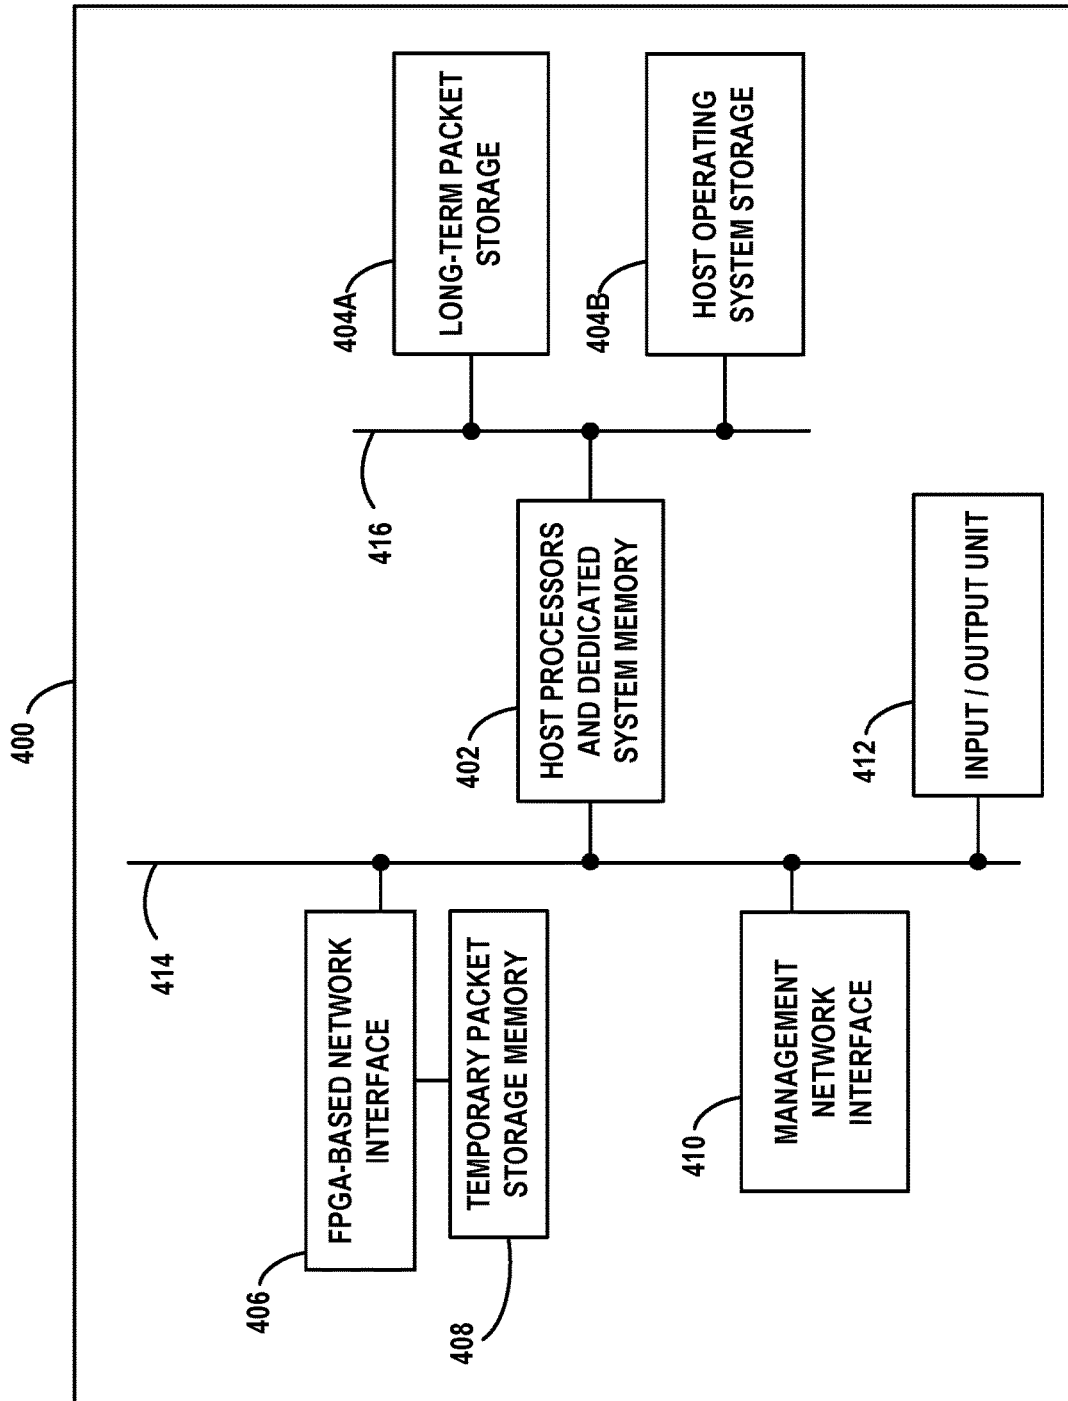 400
406
FPGA-BASED NETWORK
INTERFACE
408
TEMPORARY PACKET
STORAGE MEMORY
410
MANAGEMENT
NETWORK
INTERFACE
414
402
HOST PROCESSORS
AND DEDICATED
SYSTEM MEMORY
412
INPUT / OUTPUT UNIT
416
404A
LONG-TERM PACKET
STORAGE
404B
HOST OPERATING
SYSTEM STORAGE